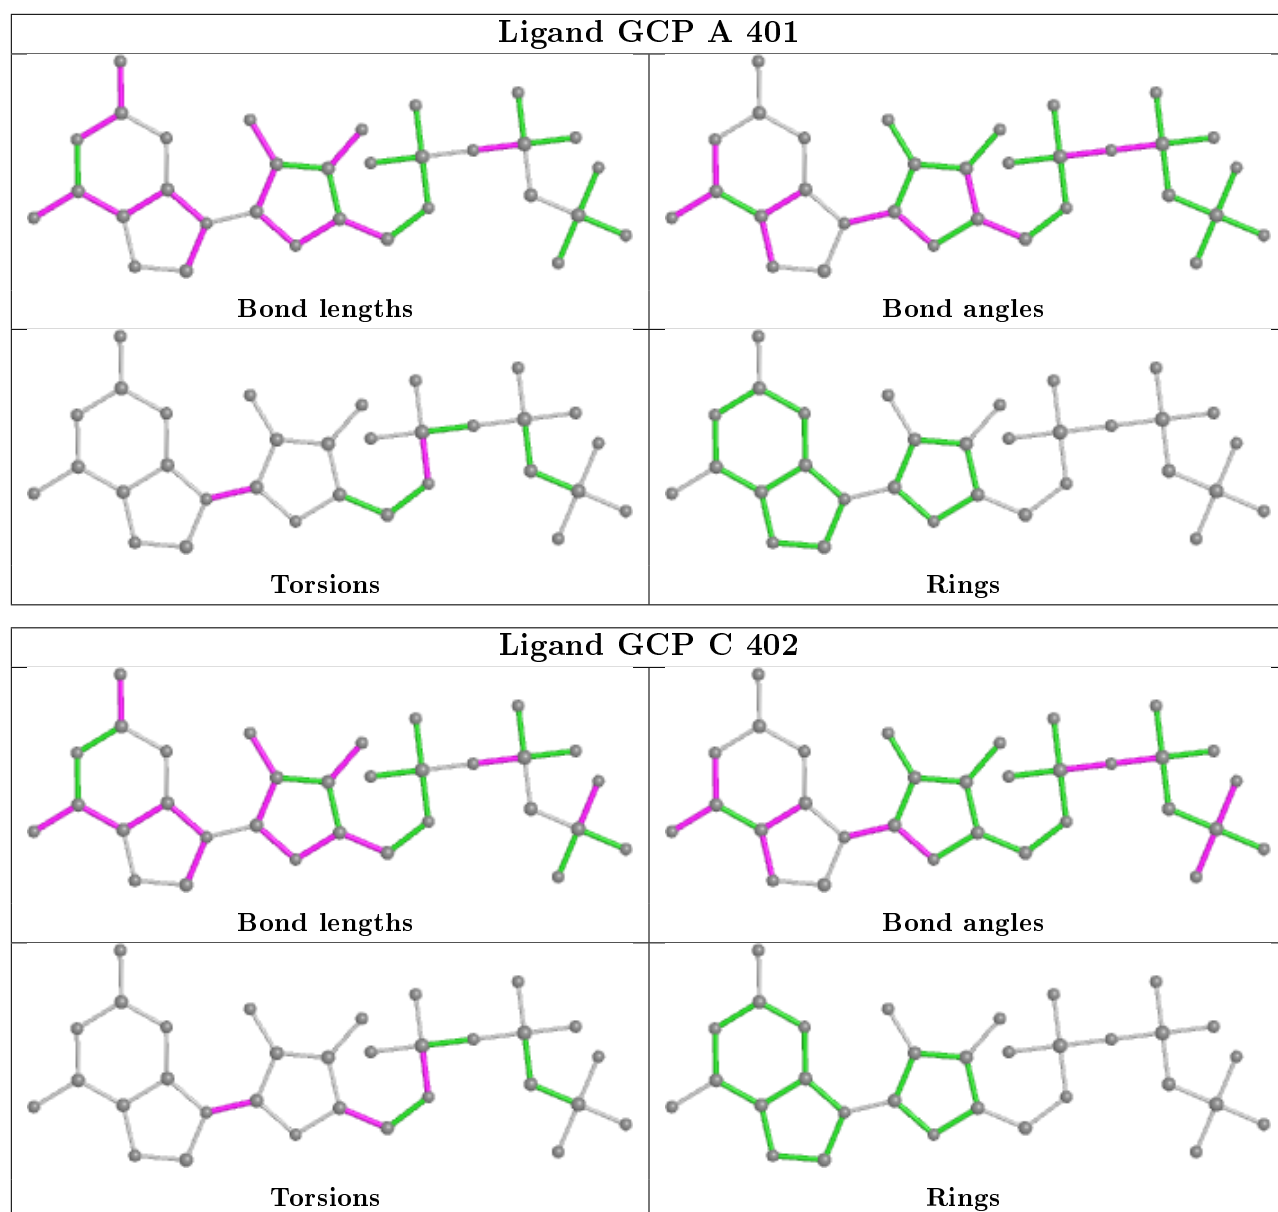 Ligand GCP A 401
Bond lengths
Bond angles
Torsions
Rings
Ligand GCP C 402
Bond lengths
Bond angles
Torsions
Rings